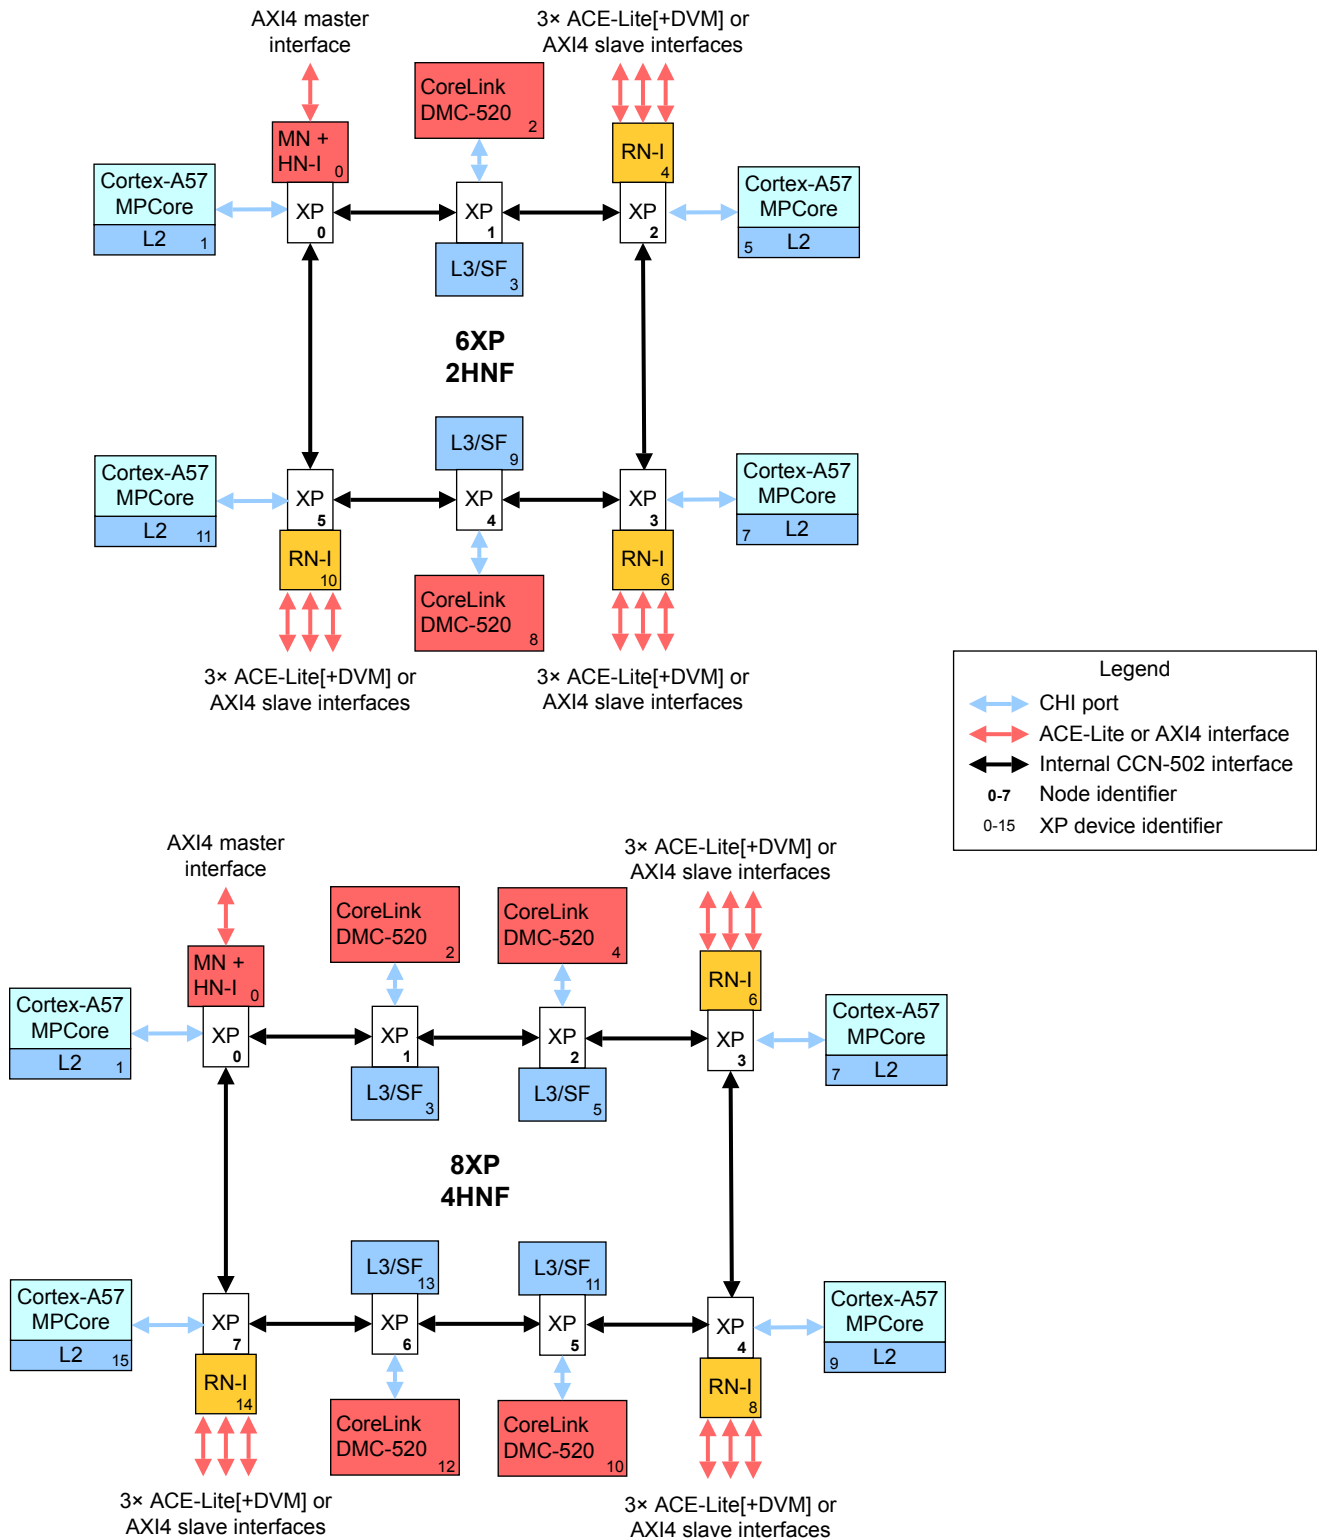 AXI4 master
interface
3× ACE-Lite[+DVM] or
AXI4 slave interfaces
CoreLink
DMC-520
2
MN +
HN-I 0
RN-I
4
Cortex-A57
MPCore
L2 1
XP
0
XP
1
XP
2
Cortex-A57
MPCore
5 L2
L3/SF
3
6XP
2HNF
L3/SF
9
Cortex-A57
MPCore
L2 11
XP
5
XP
4
XP
3
Cortex-A57
MPCore
7 L2
RN-I
10
CoreLink
DMC-520
8
RN-I
6
3× ACE-Lite[+DVM] or
AXI4 slave interfaces
3× ACE-Lite[+DVM] or
AXI4 slave interfaces
Legend
CHI port
ACE-Lite or AXI4 interface
Internal CCN-502 interface
0-7 Node identifier
0-15 XP device identifier
AXI4 master
interface
3× ACE-Lite[+DVM] or
AXI4 slave interfaces
CoreLink
DMC-520
2
CoreLink
DMC-520
4
MN +
HN-I 0
RN-I
6
Cortex-A57
MPCore
L2 1
XP
0
XP
1
XP
2
XP
3
Cortex-A57
MPCore
7 L2
L3/SF
3
L3/SF
5
8XP
4HNF
L3/SF
13
L3/SF
11
Cortex-A57
MPCore
L2 15
XP
7
XP
6
XP
5
XP
4
Cortex-A57
MPCore
9 L2
RN-I
14
CoreLink
DMC-520
12
CoreLink
DMC-520
10
RN-I
8
3× ACE-Lite[+DVM] or
AXI4 slave interfaces
3× ACE-Lite[+DVM] or
AXI4 slave interfaces